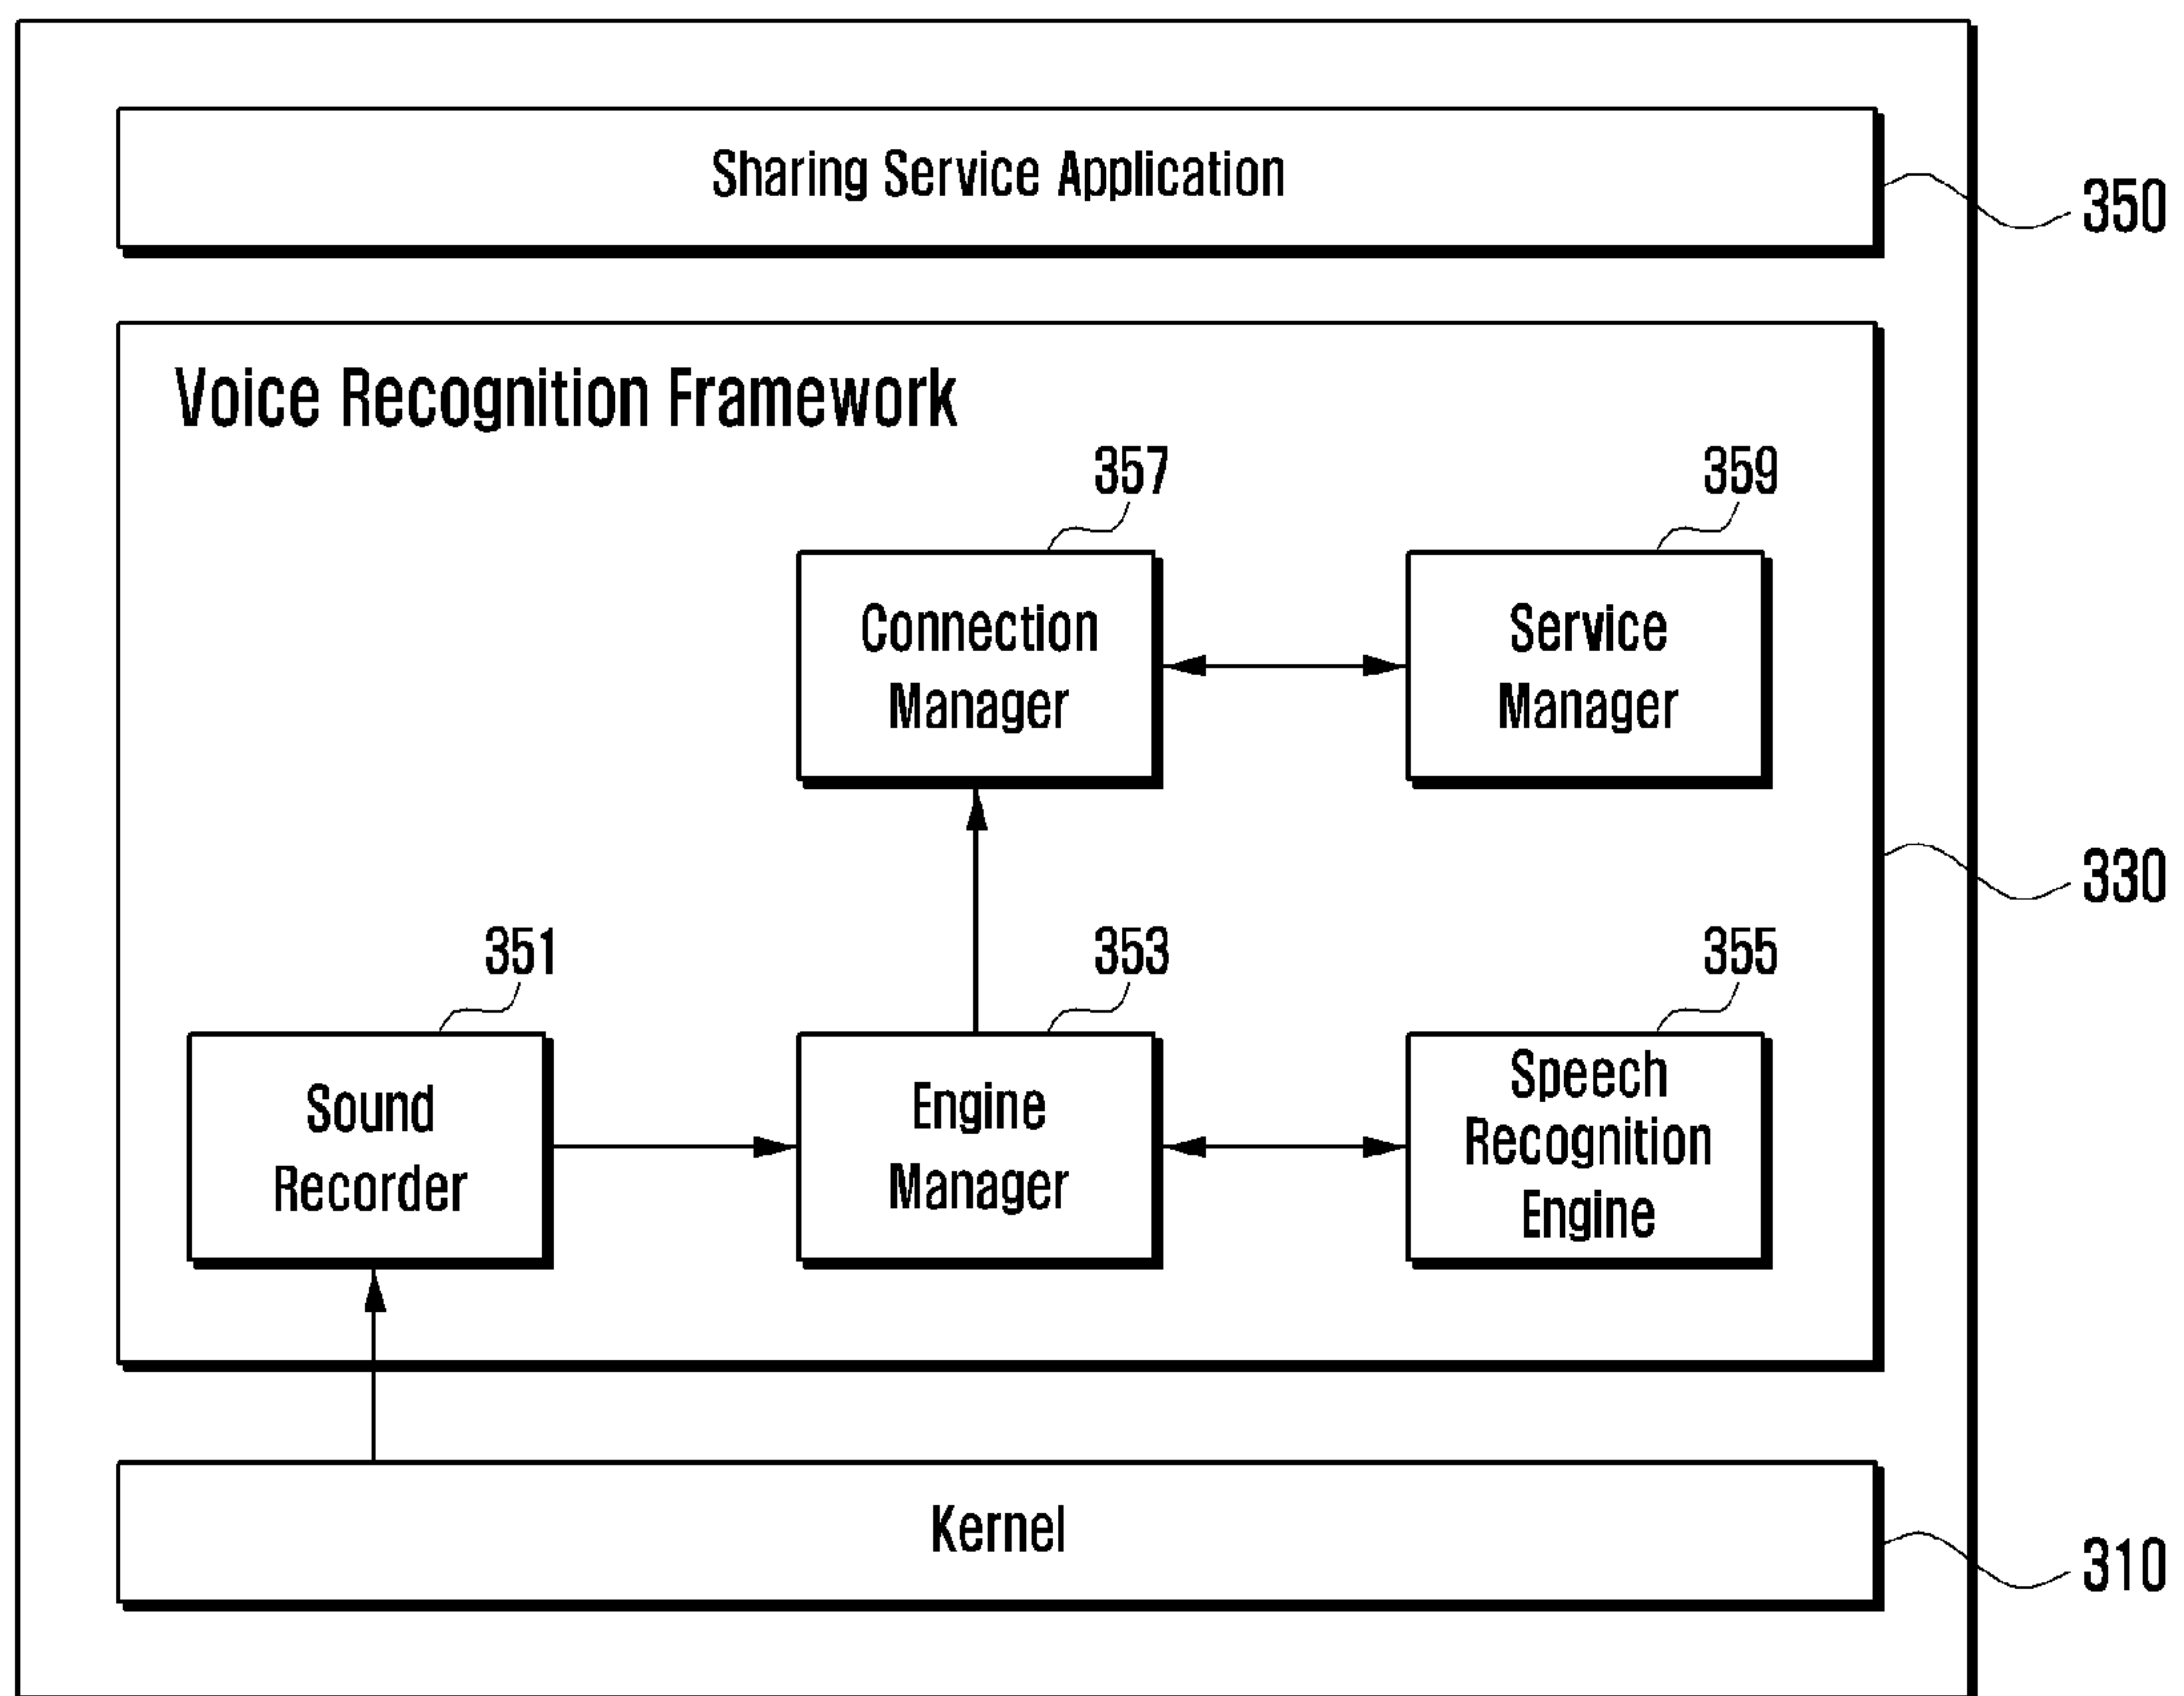 Sharing Service Application
350
Voice Recognition Framework
357
359
Connection
Manager
Service
Manager
330
351
353
355
Sound
Recorder
Engine
Manager
Speech
Recognition
Engine
Kernel
310